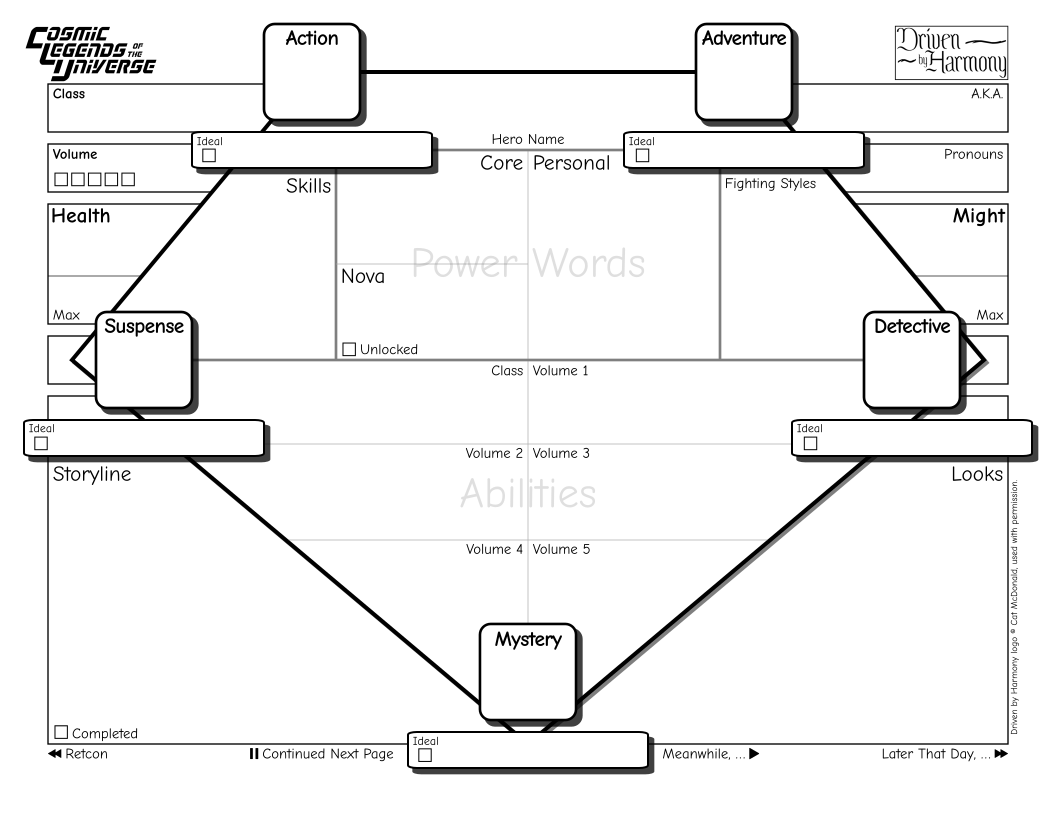 COSMIC
LEGENDS OF THE
UNIVERSE
Action
Adventure
Driven
by Harmony
Class
A.K.A.
Ideal
Hero Name
Ideal
Volume
Core
Personal
Pronouns
Skills
Fighting Styles
Health
Might
Power Words
Nova
Max
Max
Suspense
Detective
Unlocked
Class
Volume 1
Ideal
Ideal
Volume 2
Volume 3
Storyline
Looks
Abilities
Volume 4
Volume 5
Mystery
Driven by Harmony logo © Cat McDonald, used with permission.
Completed
Ideal
Retcon
Continued Next Page
Meanwhile, ...
Later That Day, ...